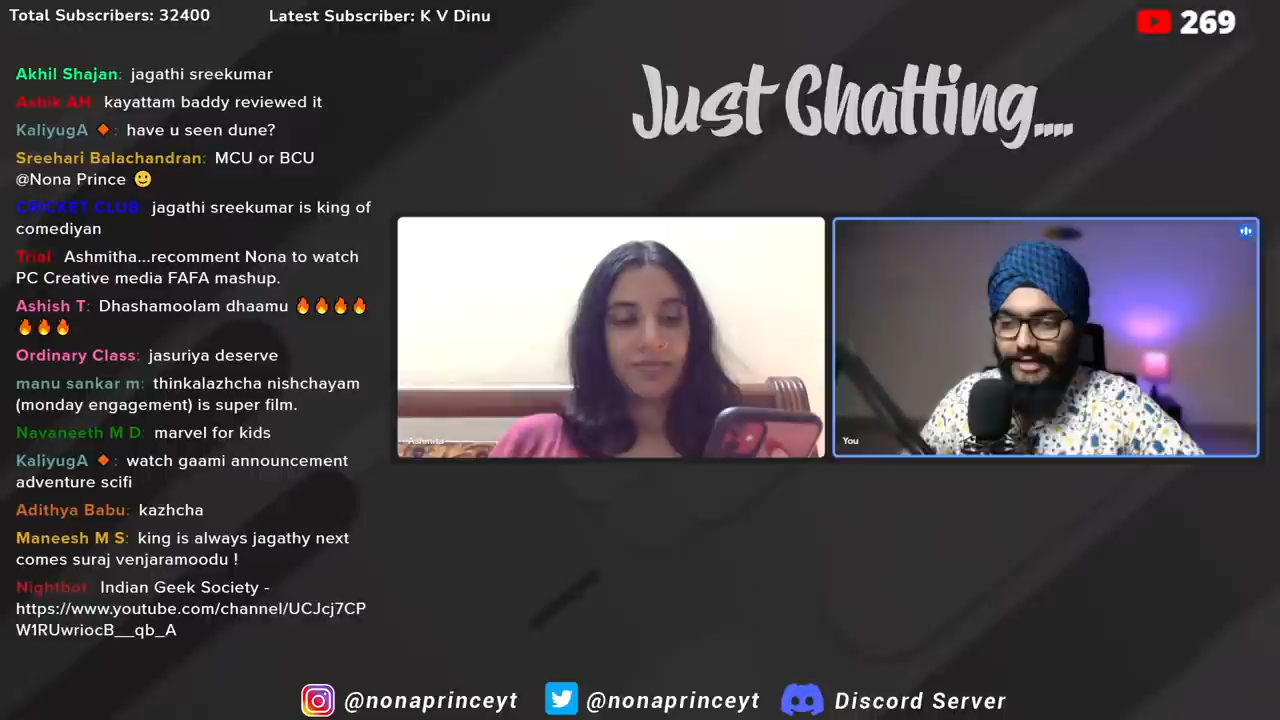 Total Subscribers: 32400
Latest Subscriber: K V Dinu
269
Just Chatting....
Akhil Shajan: jagathi sreekumar
Ashik AH: kayattam baddy reviewed it
KaliyugA 🔸: have u seen dune?
Sreehari Balachandran: MCU or BCU
@Nona Prince 🙂
CRICKET CLUB: jagathi sreekumar is king of
comediyan
Trial: Ashmitha...recomment Nona to watch
PC Creative media FAFA mashup.
Ashish T: Dhashamoolam dhaamu 🔥🔥🔥🔥
🔥🔥🔥
Ordinary Class: jasuriya deserve
manu sankar m: thinkalazhcha nishchayam
(monday engagement) is super film.
Navaneeth M D: marvel for kids
KaliyugA 🔸: watch gaami announcement
adventure scifi
Adithya Babu: kazhcha
Maneesh M S: king is always jagathy next
comes suraj venjaramoodu !
Nightbot: Indian Geek Society -
https://www.youtube.com/channel/UCJcj7CP
W1RUwriocB__qb_A
Ashmita
You
@nonaprinceyt
@nonaprinceyt
Discord Server